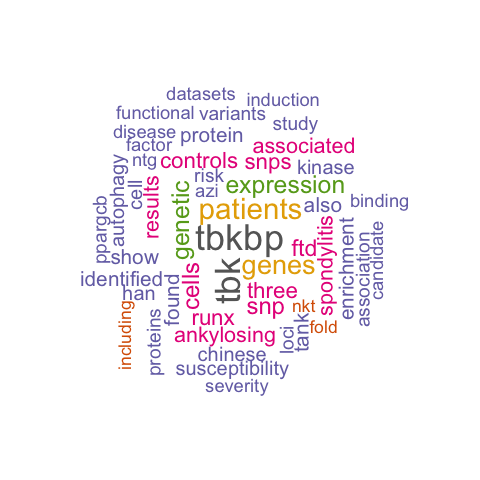 datasets
induction
functional variants
study
disease
protein
factor
associated
ntg
controls
snps
kinase
risk
cell
azi
expression
autophagy
results
genetic
patients
also
binding
ppargcb
tbkbp
ftd
spondylitis
show
genes
enrichment
association
candidate
identified
cells
tbk
three
han
found
snp
nkt
including
proteins
runx
fold
tank
ankylosing
loci
chinese
susceptibility
severity